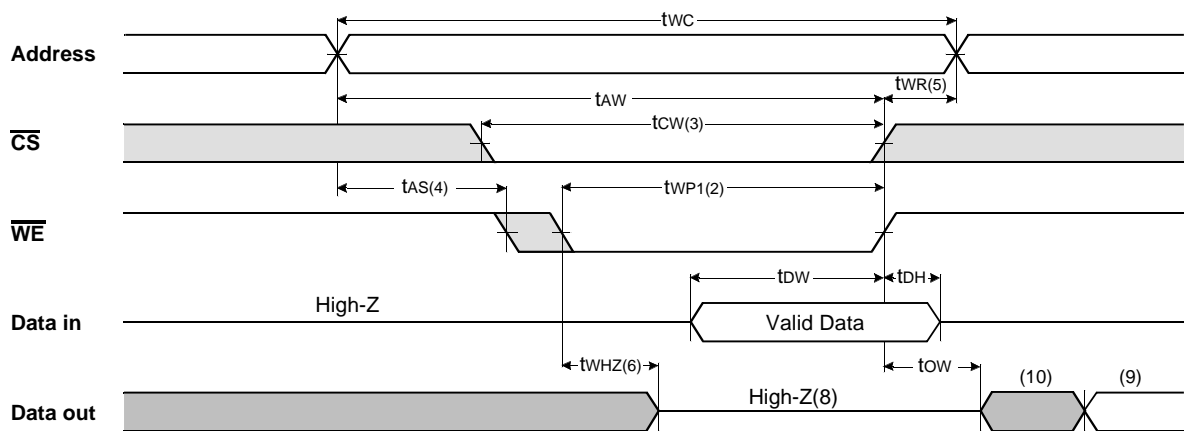 tWC
Address
tAW
tWR(5)
tCW(3)
CS
tAS(4)
tWP1(2)
WE
tDW
tDH
High-Z
Data in
Valid Data
tWHZ(6)
tOW
(10)
(9)
High-Z(8)
Data out